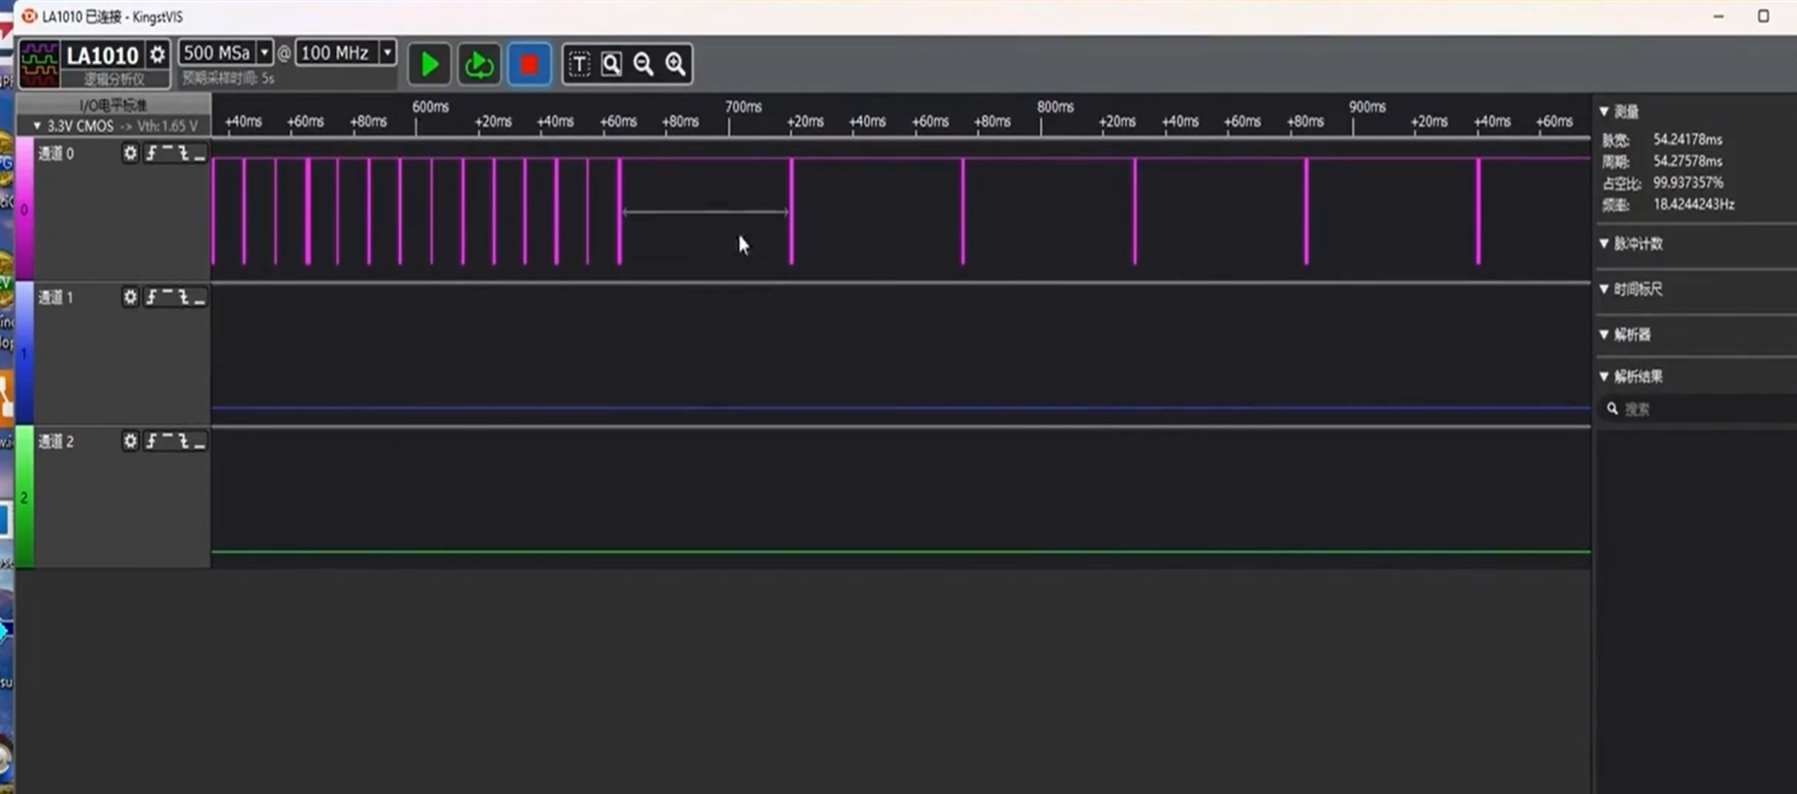 LA1010 已连接 - KingstVIS
LA1010
500 MSa @ 100 MHz
逻辑分析仪
预期采样时间: 5s
I/O电平标准
3.3V CMOS -> Vth: 1.65 V
600ms 700ms 800ms 900ms
+40ms +60ms +80ms +20ms +40ms +60ms +80ms +20ms +40ms +60ms +80ms +20ms +40ms +60ms +80ms +20ms +40ms +60ms
通道 0
0
通道 1
1
通道 2
2
测量
脉宽: 54.24178ms
周期: 54.27578ms
占空比: 99.937357%
频率: 18.4244243Hz
脉冲计数
时间标尺
解析器
解析结果
搜索